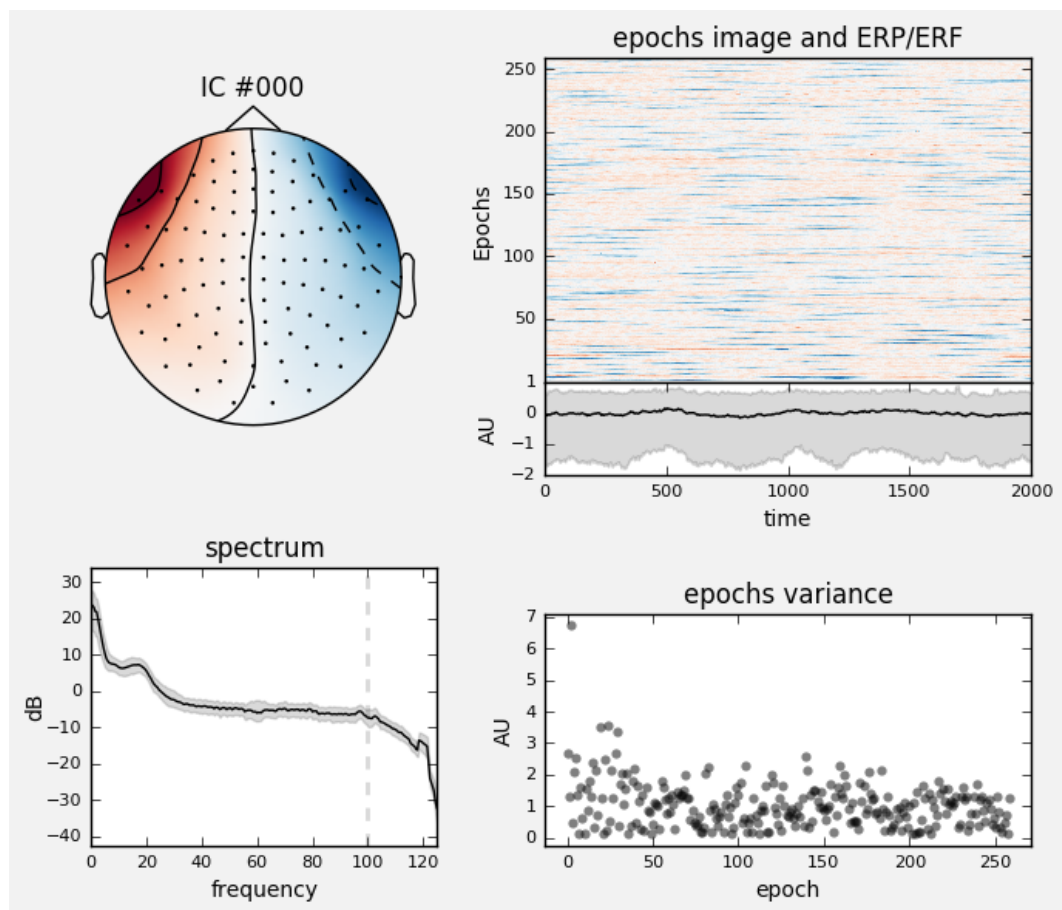 IC #000
epochs image and ERP/ERF
250
200
150
100
50
1
Epochs
0
−1
−2
AU
0 500 1000 1500 2000
time
spectrum
30
20
10
0
−10
−20
−30
−40
dB
0 20 40 60 80 100 120
frequency
epochs variance
7
6
5
4
3
2
1
0
AU
0 50 100 150 200 250
epoch